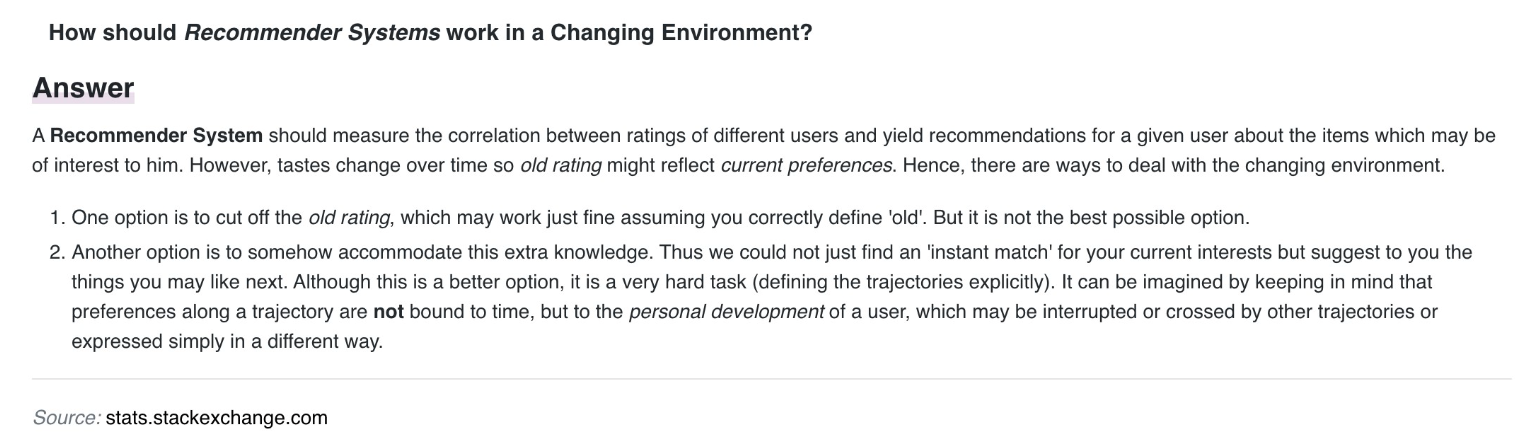 How should Recommender Systems work in a Changing Environment?
Answer
A Recommender System should measure the correlation between ratings of different users and yield recommendations for a given user about the items which may be
of interest to him. However, tastes change over time so old rating might reflect current preferences. Hence, there are ways to deal with the changing environment.
1. One option is to cut off the old rating, which may work just fine assuming you correctly define 'old'. But it is not the best possible option.
2. Another option is to somehow accommodate this extra knowledge. Thus we could not just find an 'instant match' for your current interests but suggest to you the
things you may like next. Although this is a better option, it is a very hard task (defining the trajectories explicitly). It can be imagined by keeping in mind that
preferences along a trajectory are not bound to time, but to the personal development of a user, which may be interrupted or crossed by other trajectories or
expressed simply in a different way.
Source: stats.stackexchange.com